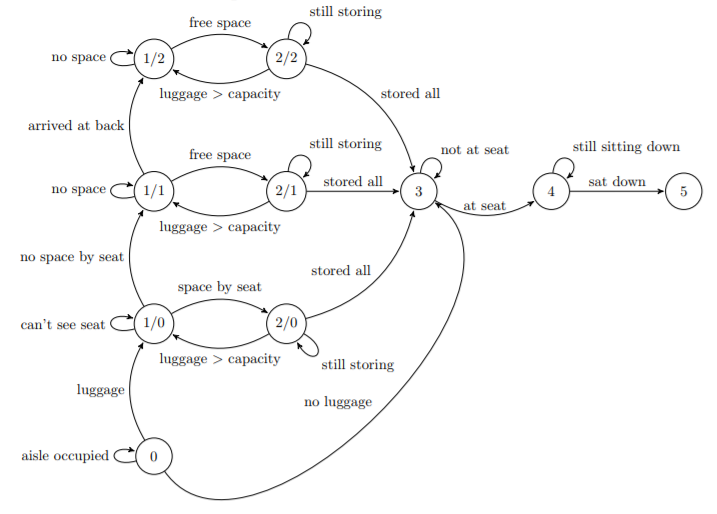 still storing
free space
no space
1/2
2/2
luggage > capacity
stored all
arrived at back
still storing
free space
not at seat
still sitting down
no space
1/1
2/1
stored all
3
4
sat down
5
at seat
luggage > capacity
no space by seat
stored all
space by seat
can't see seat
1/0
2/0
luggage > capacity
still storing
luggage
no luggage
aisle occupied
0